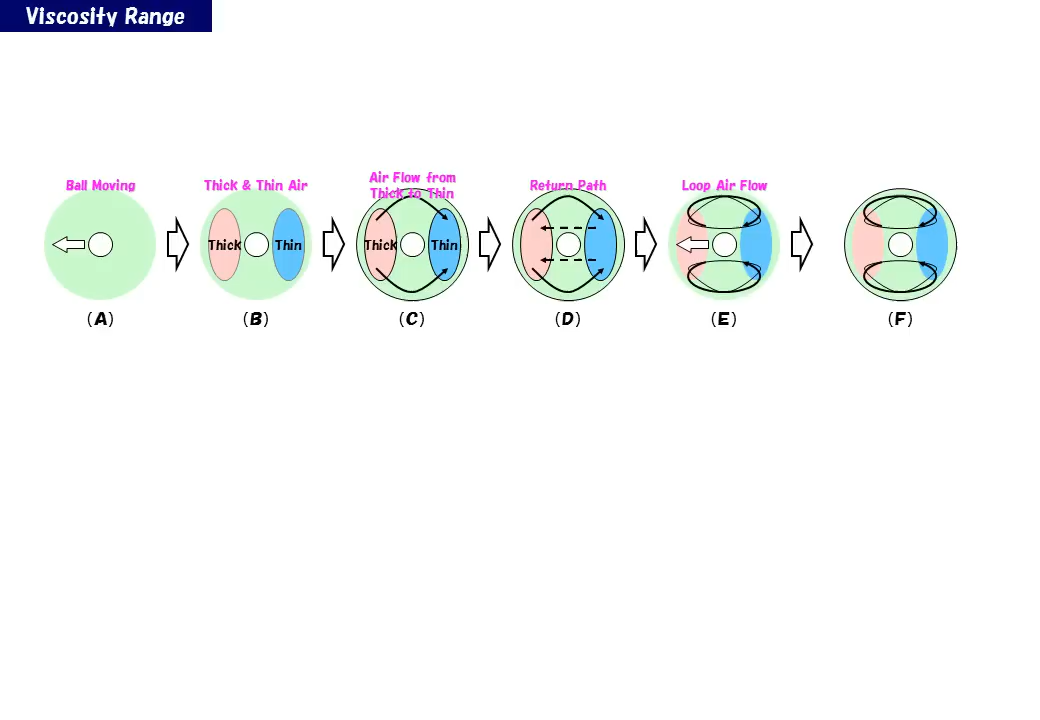 Viscosity Range
Ball Moving
Thick & Thin Air
Air Flow from
Thick to Thin
Return Path
Loop Air Flow
Thick
Thin
Thick
Thin
(A)
(B)
(C)
(D)
(E)
(F)